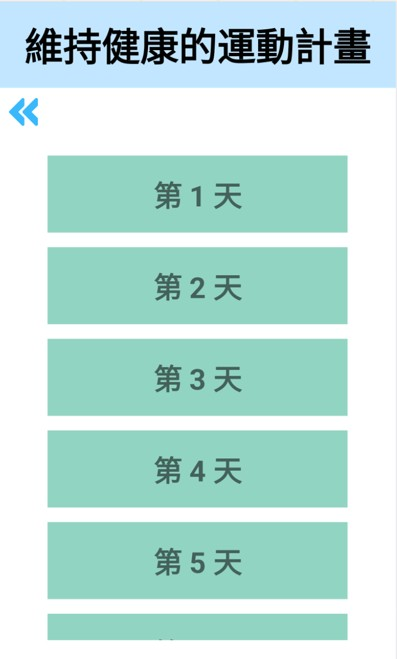 維持健康的運動計畫
第 1 天
第 2 天
第 3 天
第 4 天
第 5 天